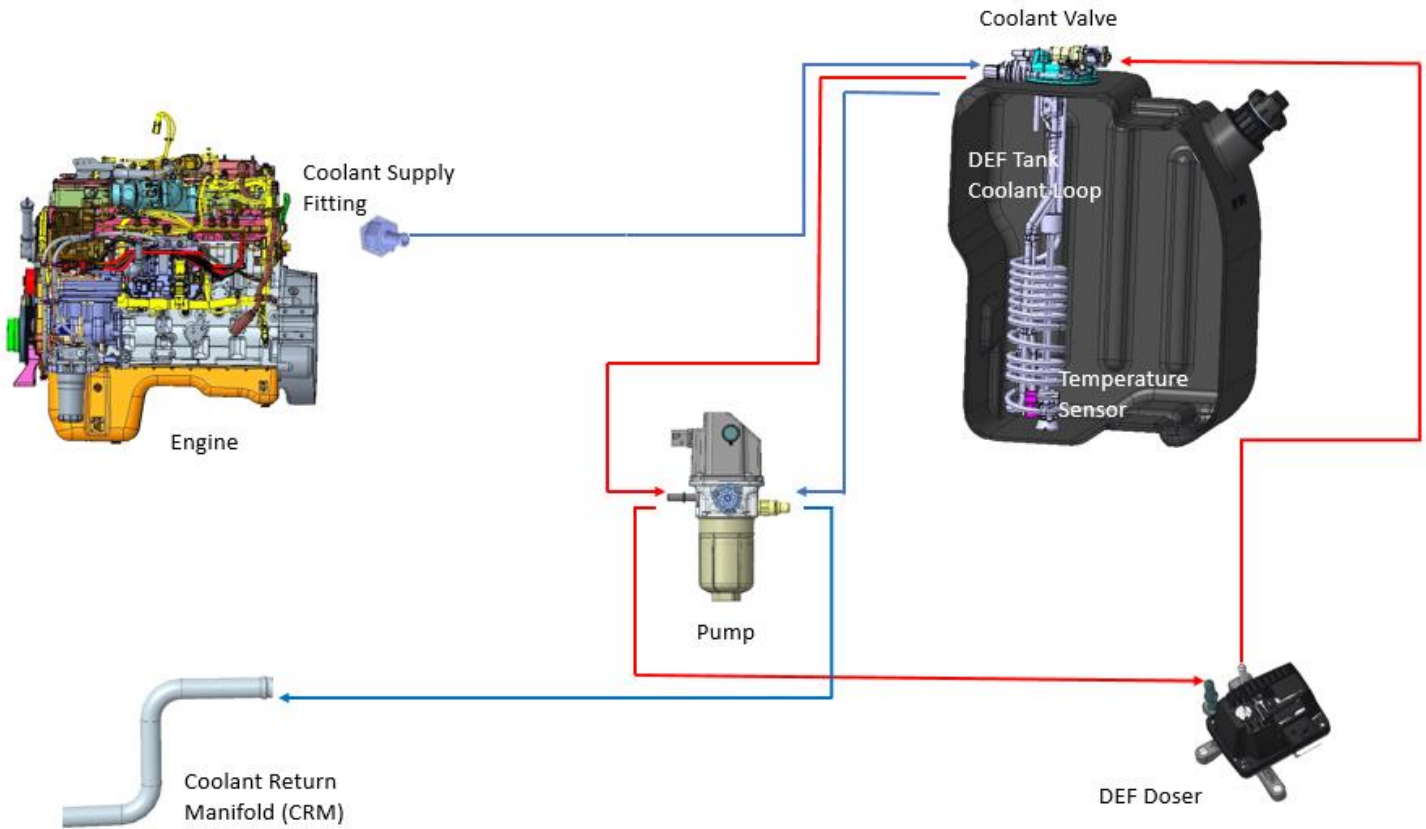 Coolant Valve
Coolant Supply
Fitting
DEF Tank
Coolant Loop
Temperature
Sensor
Engine
Pump
Coolant Return
Manifold (CRM)
DEF Doser